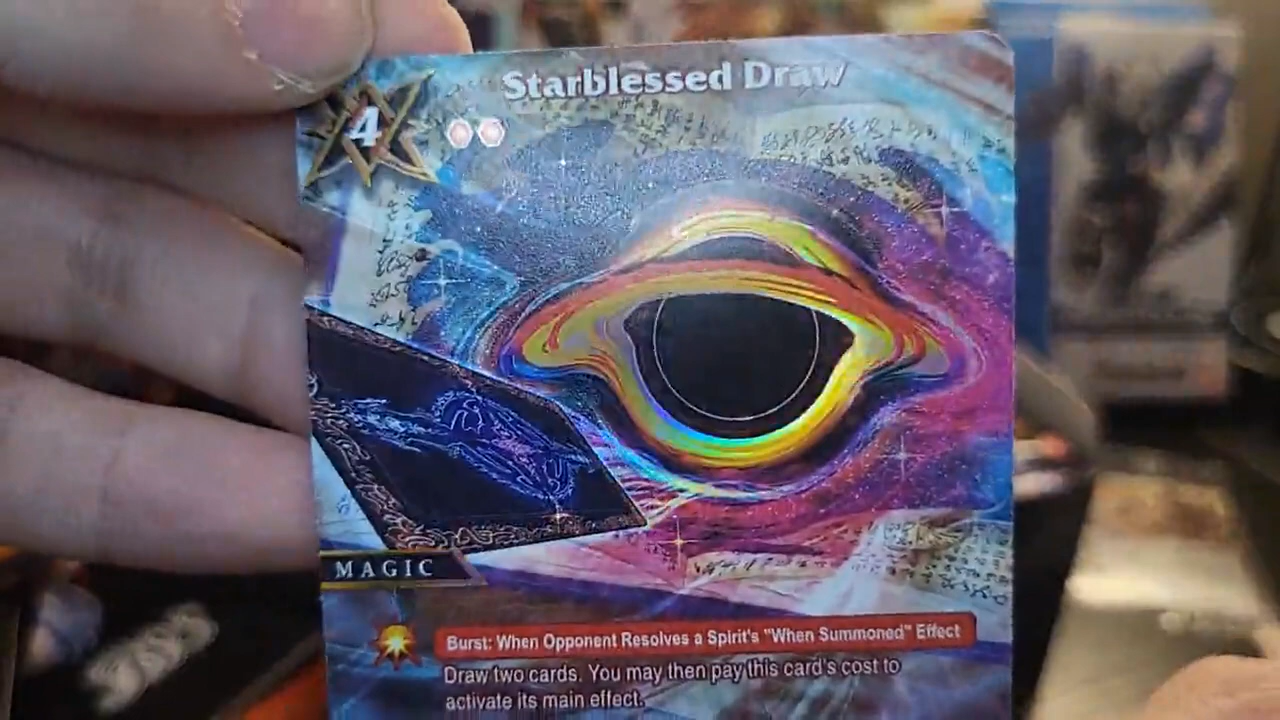 Starblessed Draw
4
MAGIC
Burst: When Opponent Resolves a Spirit's "When Summoned" Effect
Draw two cards. You may then pay this card's cost to
activate its main effect.